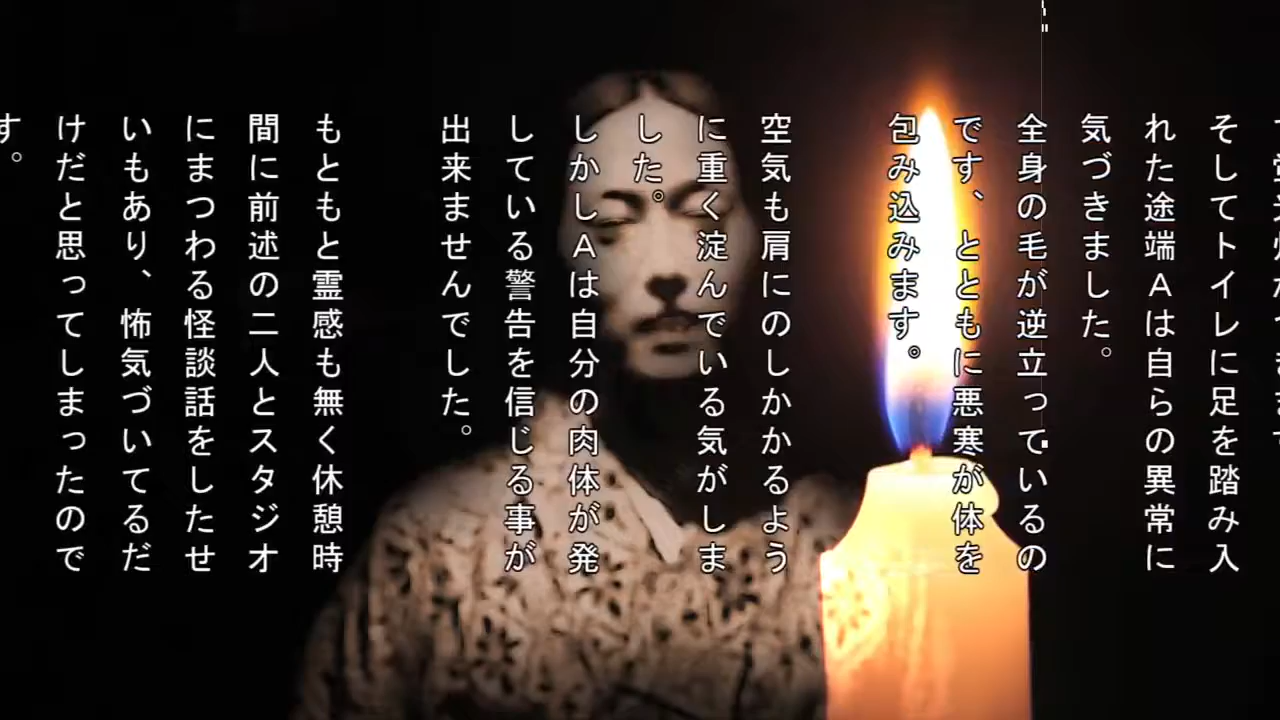 そしてトイレに足を踏み入
れた途端Ａは自らの異常に
気づきました。
全身の毛が逆立っているの
です、とともに悪寒が体を
包み込みます。
空気も肩にのしかかるよう
に重く淀んでいる気がしま
した。
しかしＡは自分の肉体が発
している警告を信じる事が
出来ませんでした。
もともと霊感も無く休憩時
間に前述の二人とスタジオ
にまつわる怪談話をしたせ
いもあり、怖気づいてるだ
けだと思ってしまったので
す。